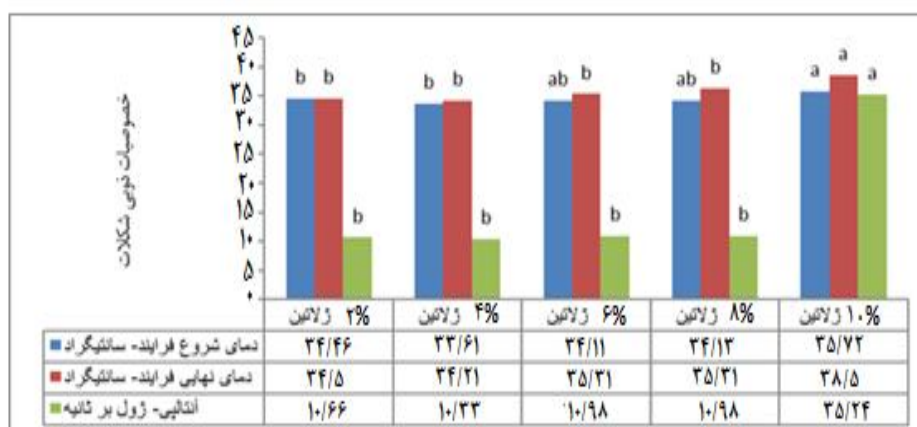 خصوصیات ذوبی شکلات
۴۵
۴۰
۳۵
۳۰
۲۵
۲۰
۱۵
۱۰
۵
۰
b b b
b b b
ab b b
ab b b
a a a
۲% ژلاتین ۴% ژلاتین ۶% ژلاتین ۸% ژلاتین ۱۰% ژلاتین
دمای شروع فرایند- سانتیگراد ۳۴/۴۶ ۳۳/۶۱ ۳۴/۱۱ ۳۴/۱۳ ۳۵/۷۲
دمای نهایی فرایند- سانتیگراد ۳۴/۵ ۳۴/۲۱ ۳۵/۳۱ ۳۵/۳۱ ۳۸/۵
آنتالپی- ژول بر ثانیه ۱۰/۶۶ ۱۰/۳۳ ۱۰/۹۸ ۱۰/۹۸ ۳۵/۲۴